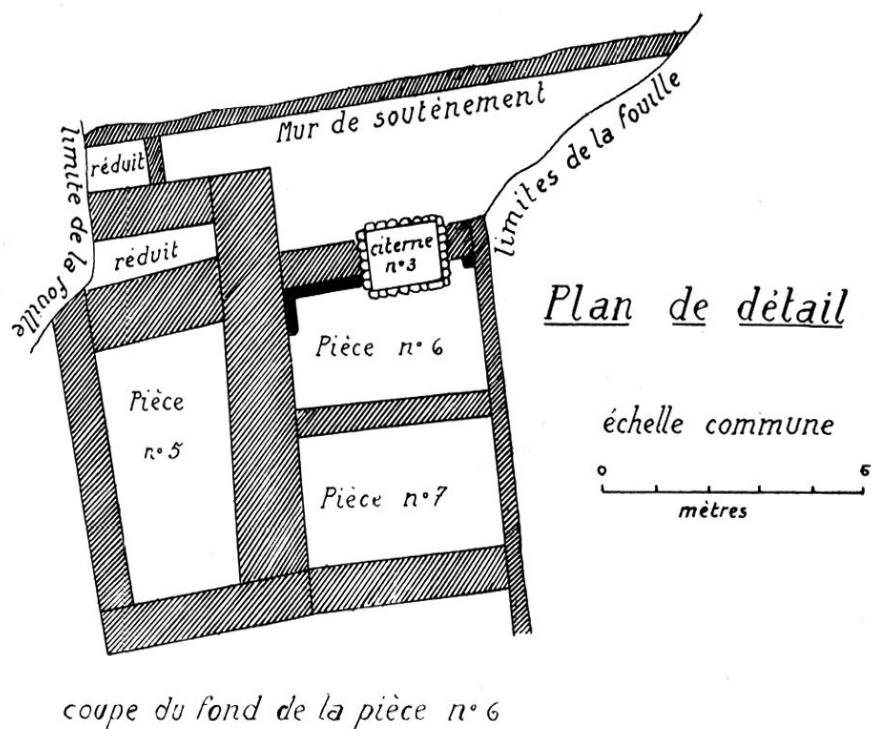 Mur de soutènement
limite de la fouille
limites de la fouille
réduit
réduit
citerne
n° 3
Pièce n° 6
Pièce
n° 5
Pièce n° 7
Plan de détail
échelle commune
0 5
mètres
coupe du fond de la pièce n° 6